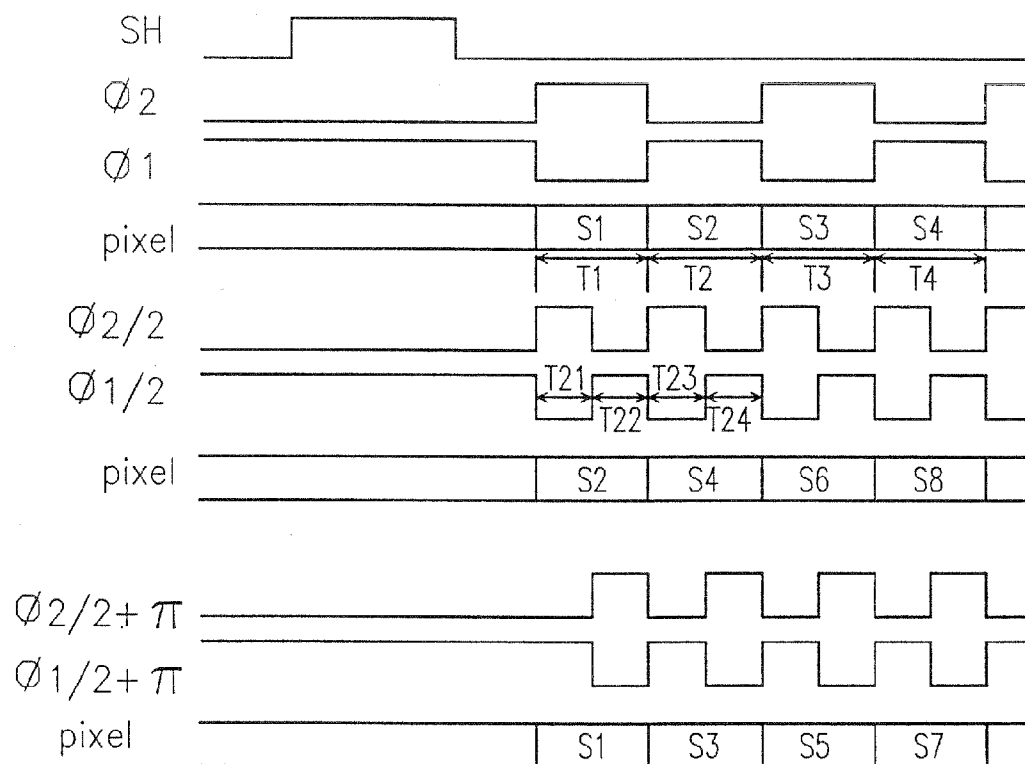 SH
Ø2
Ø1
pixel S1 S2 S3 S4
T1 T2 T3 T4
Ø2/2
Ø1/2 T21 T23
T22 T24
pixel S2 S4 S6 S8
Ø2/2+π
Ø1/2+π
pixel S1 S3 S5 S7